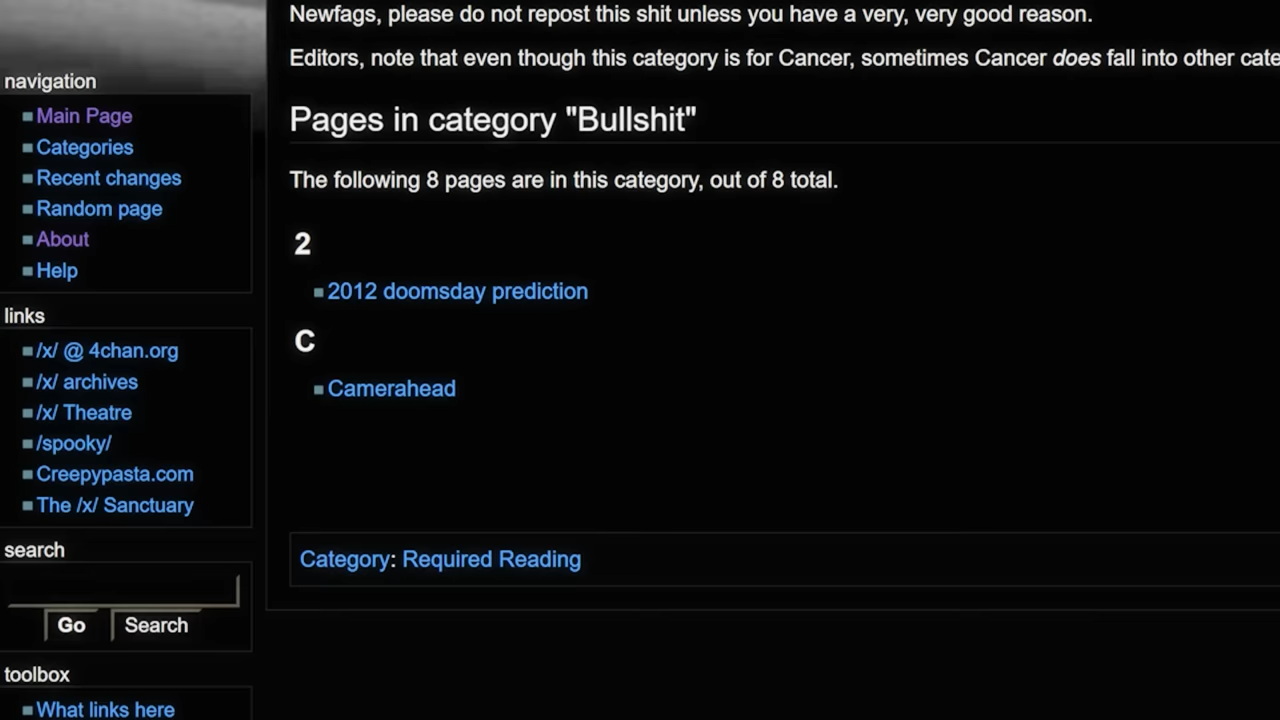 Newfags, please do not repost this shit unless you have a very, very good reason.
Editors, note that even though this category is for Cancer, sometimes Cancer does fall into other cate
Pages in category "Bullshit"
The following 8 pages are in this category, out of 8 total.
2
2012 doomsday prediction
C
Camerahead
Category: Required Reading
navigation
Main Page
Categories
Recent changes
Random page
About
Help
links
/x/ @ 4chan.org
/x/ archives
/x/ Theatre
/spooky/
Creepypasta.com
The /x/ Sanctuary
search
Go Search
toolbox
What links here